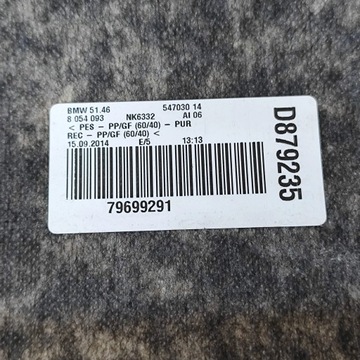 BMW 51.46 547030 14
8 054 093 NK6332 AI 06
< PES - PP/GF (60/40) - PUR
REC - PP/GF (60/40) <
15.09.2014 E/5 13:13
79699291
D879235